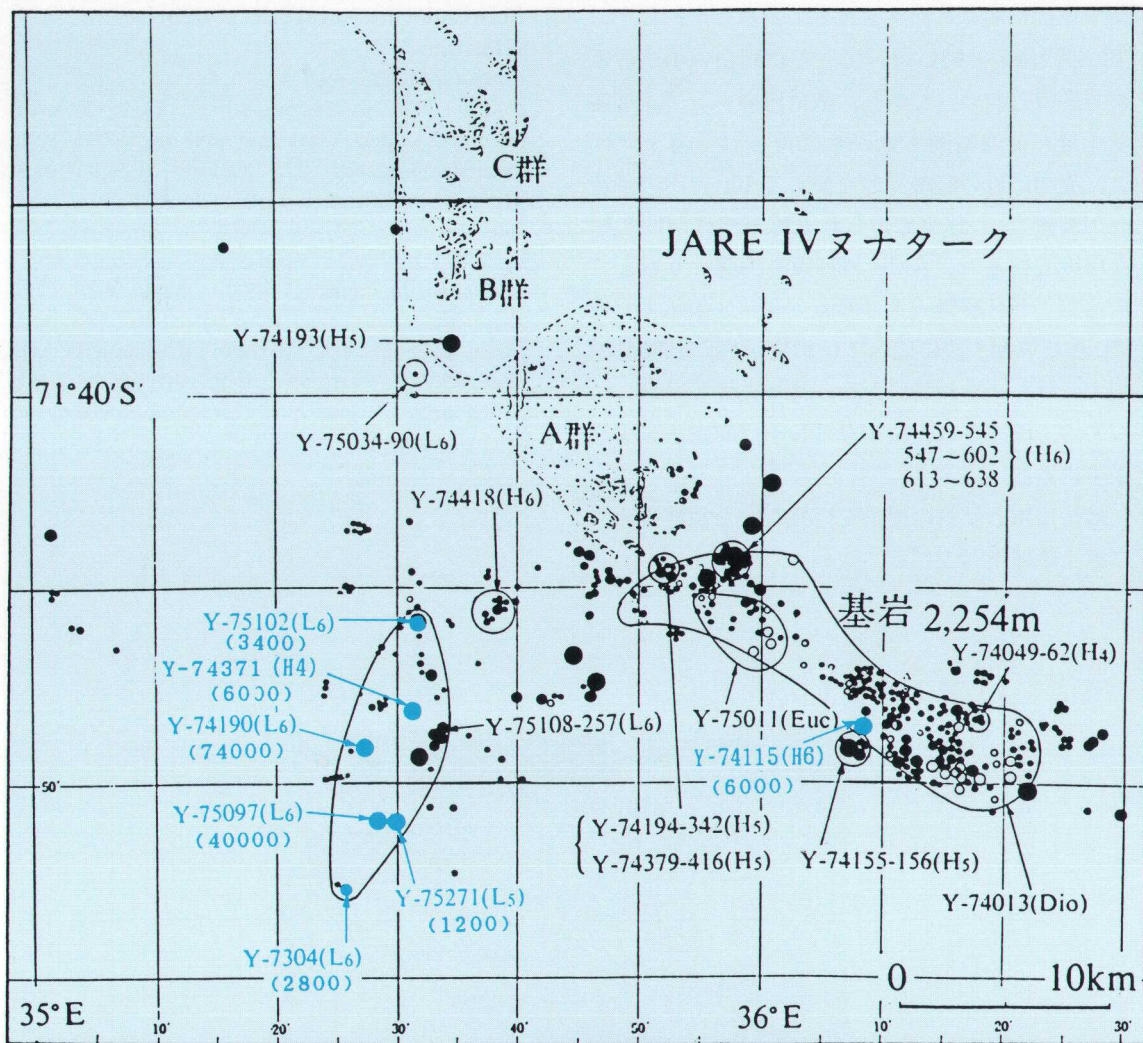 C群
JARE IVヌナターク
B群
Y-74193(H5)
71°40′S
Y-75034-90(L6)
A群
Y-74459-545
547~602
613~638
(H6)
Y-74418(H6)
基岩 2,254m
Y-75102(L6)
(3400)
Y-74371 (H4)
(6000)
Y-74190(L6)
(74000)
Y-75108-257(L6)
Y-74049-62(H4)
Y-75011(Euc)
Y-74115(H6)
(6000)
50′
Y-75097(L6)
(40000)
Y-74194-342(H5)
Y-74379-416(H5)
Y-74155-156(H5)
Y-75271(L5)
(1200)
Y-74013(Dio)
Y-7304(L6)
(2800)
0 10km
35°E
36°E
10′ 20′ 30′ 40′ 50′ 10′ 20′ 30′